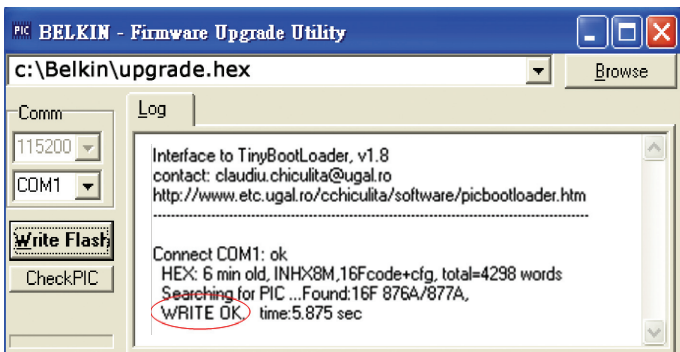 PIC BELKIN - Firmware Upgrade Utility
c:\Belkin\upgrade.hex
Browse
Comm
Log
115200
COM1
Write Flash
CheckPIC
Interface to TinyBootLoader, v1.8
contact: claudiu.chiculita@ugal.ro
http://www.etc.ugal.ro/cchiculita/software/picbootloader.htm
------------------------------------------------------------
Connect COM1: ok
HEX: 6 min old, INHX8M,16Fcode+cfg, total=4298 words
Searching for PIC ...Found:16F 876A/877A,
WRITE OK, time:5.875 sec